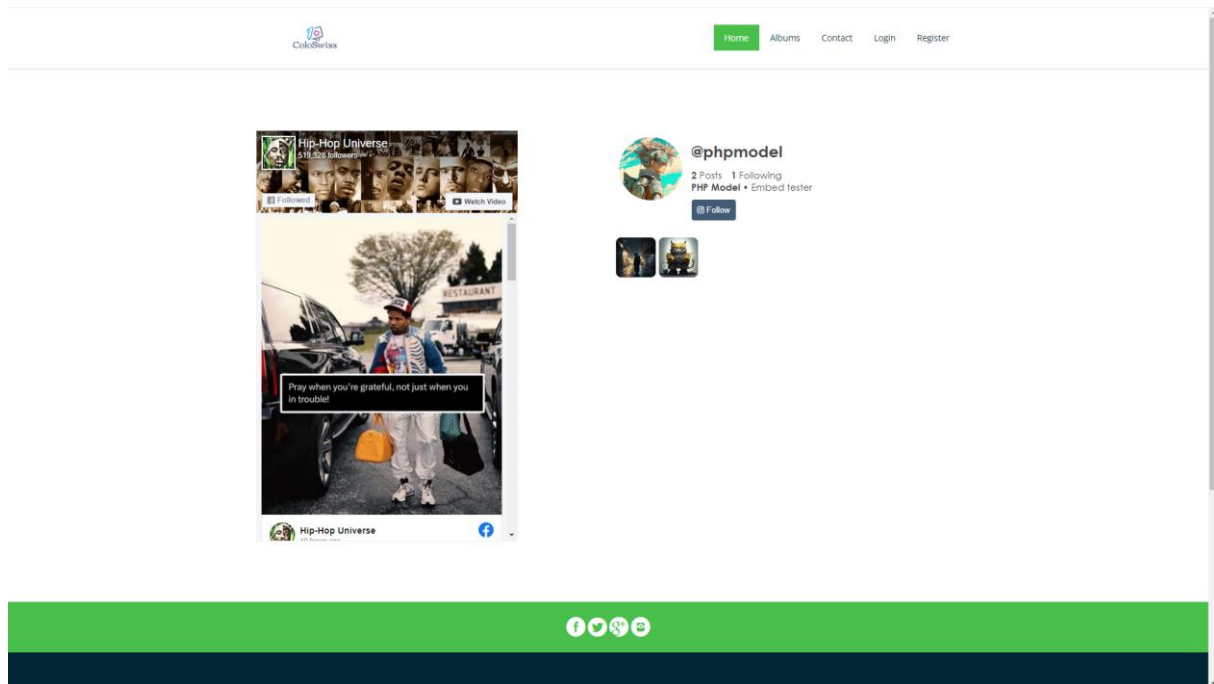 ColoSwiss
Home Albums Contact Login Register
Hip-Hop Universe
519,328 followers
Followed
Watch Video
RESTAURANT
Pray when you're grateful, not just when you
in trouble!
Hip-Hop Universe
@phpmodel
2 Posts 1 Following
PHP Model • Embed tester
Follow